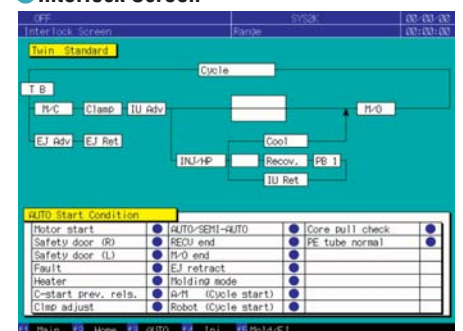 Interlock Screen
OFF SYS2K: 00-00-00
Interlock Screen Range 00:00:00
Twin Standard
Cycle
T B
M/C Clamp IU Adv M/O
EJ Adv EJ Ret Cool
INJ/HP Recov. PB 1
IU Ret
AUTO Start Condition
Motor start AUTO/SEMI-AUTO Core pull check
Safety door (R) RECU end PE tube normal
Safety door (L) M/O end
Fault EJ retract
Heater Molding mode
C-start prev. rels. A/M (Cycle start)
Clmp adjust Robot (Cycle start)
Main Home AUTO Inj Mold/EJ